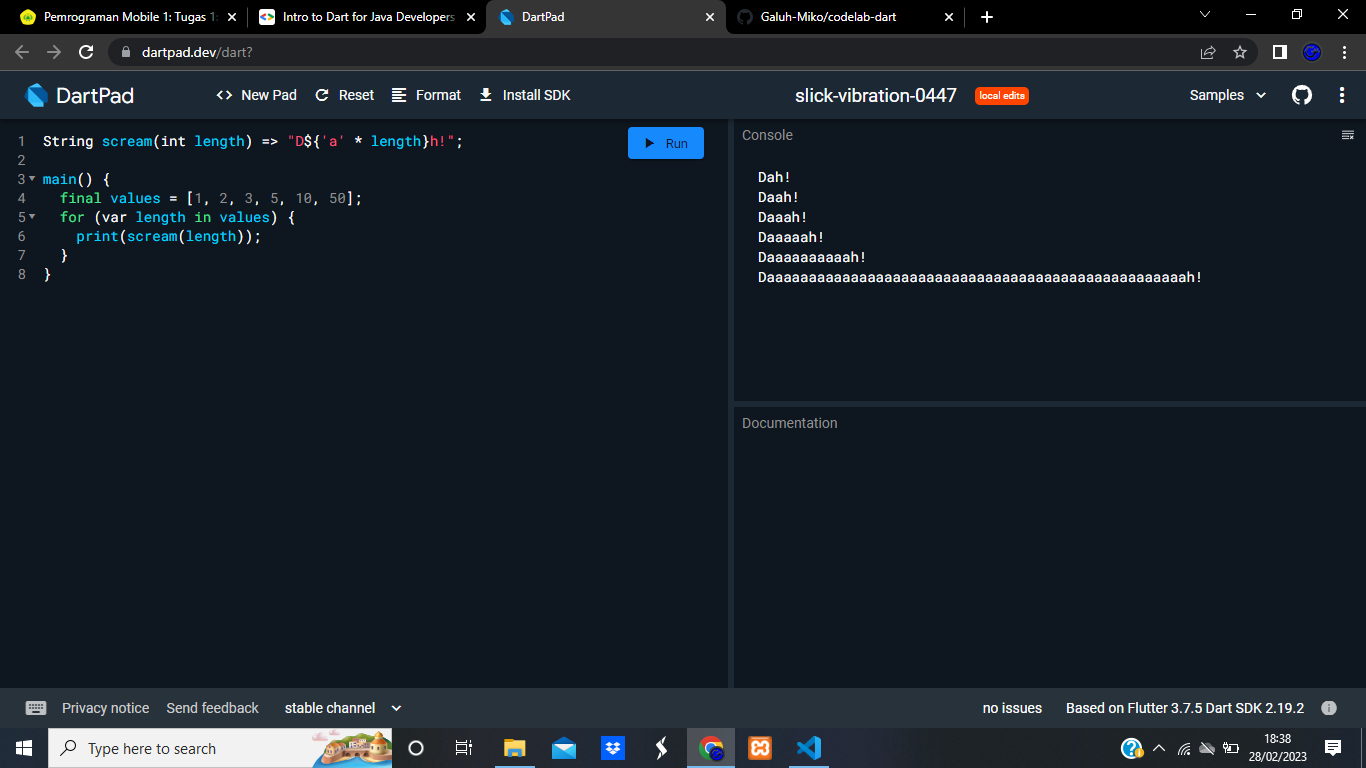 Pemrograman Mobile 1: Tugas 1:
Intro to Dart for Java Developers
DartPad
Galuh-Miko/codelab-dart
dartpad.dev/dart?
DartPad
<> New Pad
Reset
Format
Install SDK
slick-vibration-0447
local edits
Samples
1 String scream(int length) => "D${'a' * length}h!";
2
3 main() {
4 final values = [1, 2, 3, 5, 10, 50];
5 for (var length in values) {
6 print(scream(length));
7 }
8 }
Run
Console
Dah!
Daah!
Daaah!
Daaaaah!
Daaaaaaaaaah!
Daaaaaaaaaaaaaaaaaaaaaaaaaaaaaaaaaaaaaaaaaaaaaaaaaah!
Documentation
Privacy notice
Send feedback
stable channel
no issues
Based on Flutter 3.7.5 Dart SDK 2.19.2
Type here to search
18:38
28/02/2023